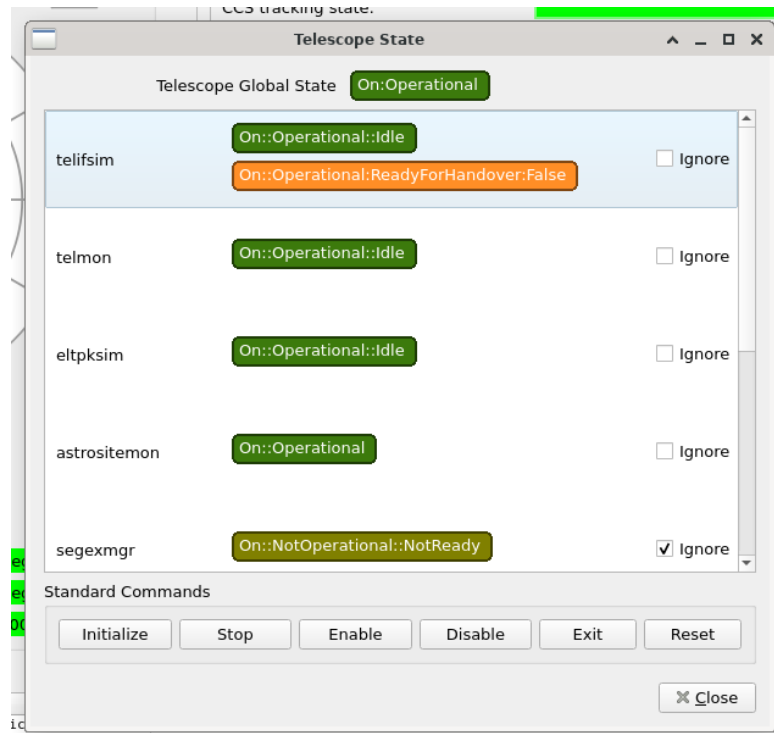 CCS tracking state:
Telescope State
Telescope Global State On:Operational
On::Operational::Idle
telifsim
Ignore
On::Operational:ReadyForHandover:False
telmon On::Operational::Idle Ignore
eltpksim On::Operational::Idle Ignore
astrositemon On::Operational Ignore
segexmgr On::NotOperational::NotReady Ignore
Standard Commands
Initialize Stop Enable Disable Exit Reset
Close